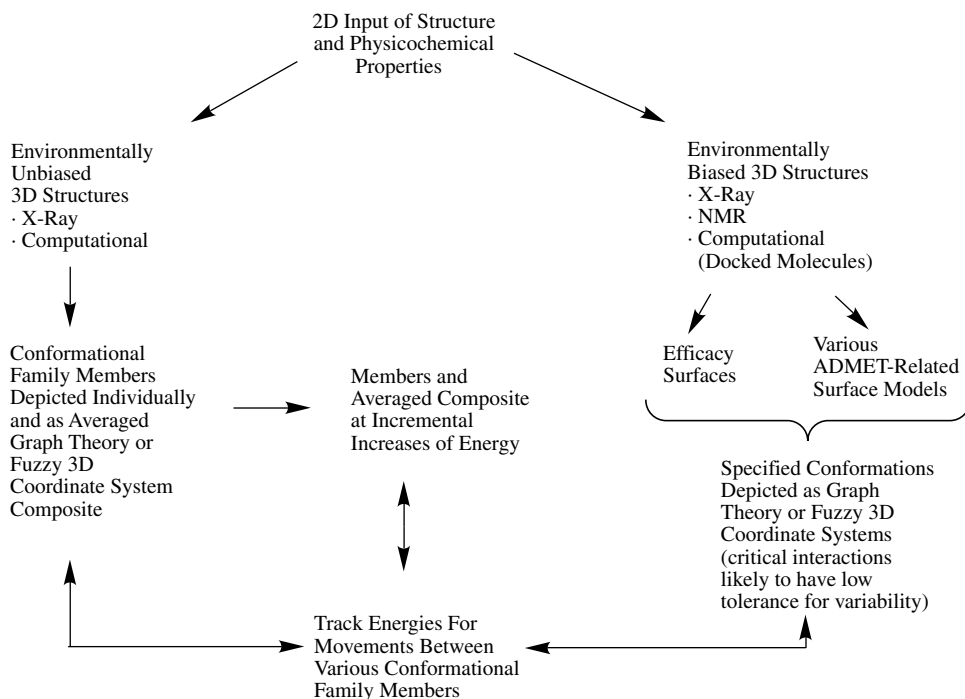 2D Input of Structure
and Physicochemical
Properties
Environmentally
Unbiased
3D Structures
· X-Ray
· Computational
Environmentally
Biased 3D Structures
· X-Ray
· NMR
· Computational
(Docked Molecules)
Conformational
Family Members
Depicted Individually
and as Averaged
Graph Theory or
Fuzzy 3D
Coordinate System
Composite
Members and
Averaged Composite
at Incremental
Increases of Energy
Efficacy
Surfaces
Various
ADMET-Related
Surface Models
Specified Conformations
Depicted as Graph
Theory or Fuzzy 3D
Coordinate Systems
(critical interactions
likely to have low
tolerance for variability)
Track Energies For
Movements Between
Various Conformational
Family Members